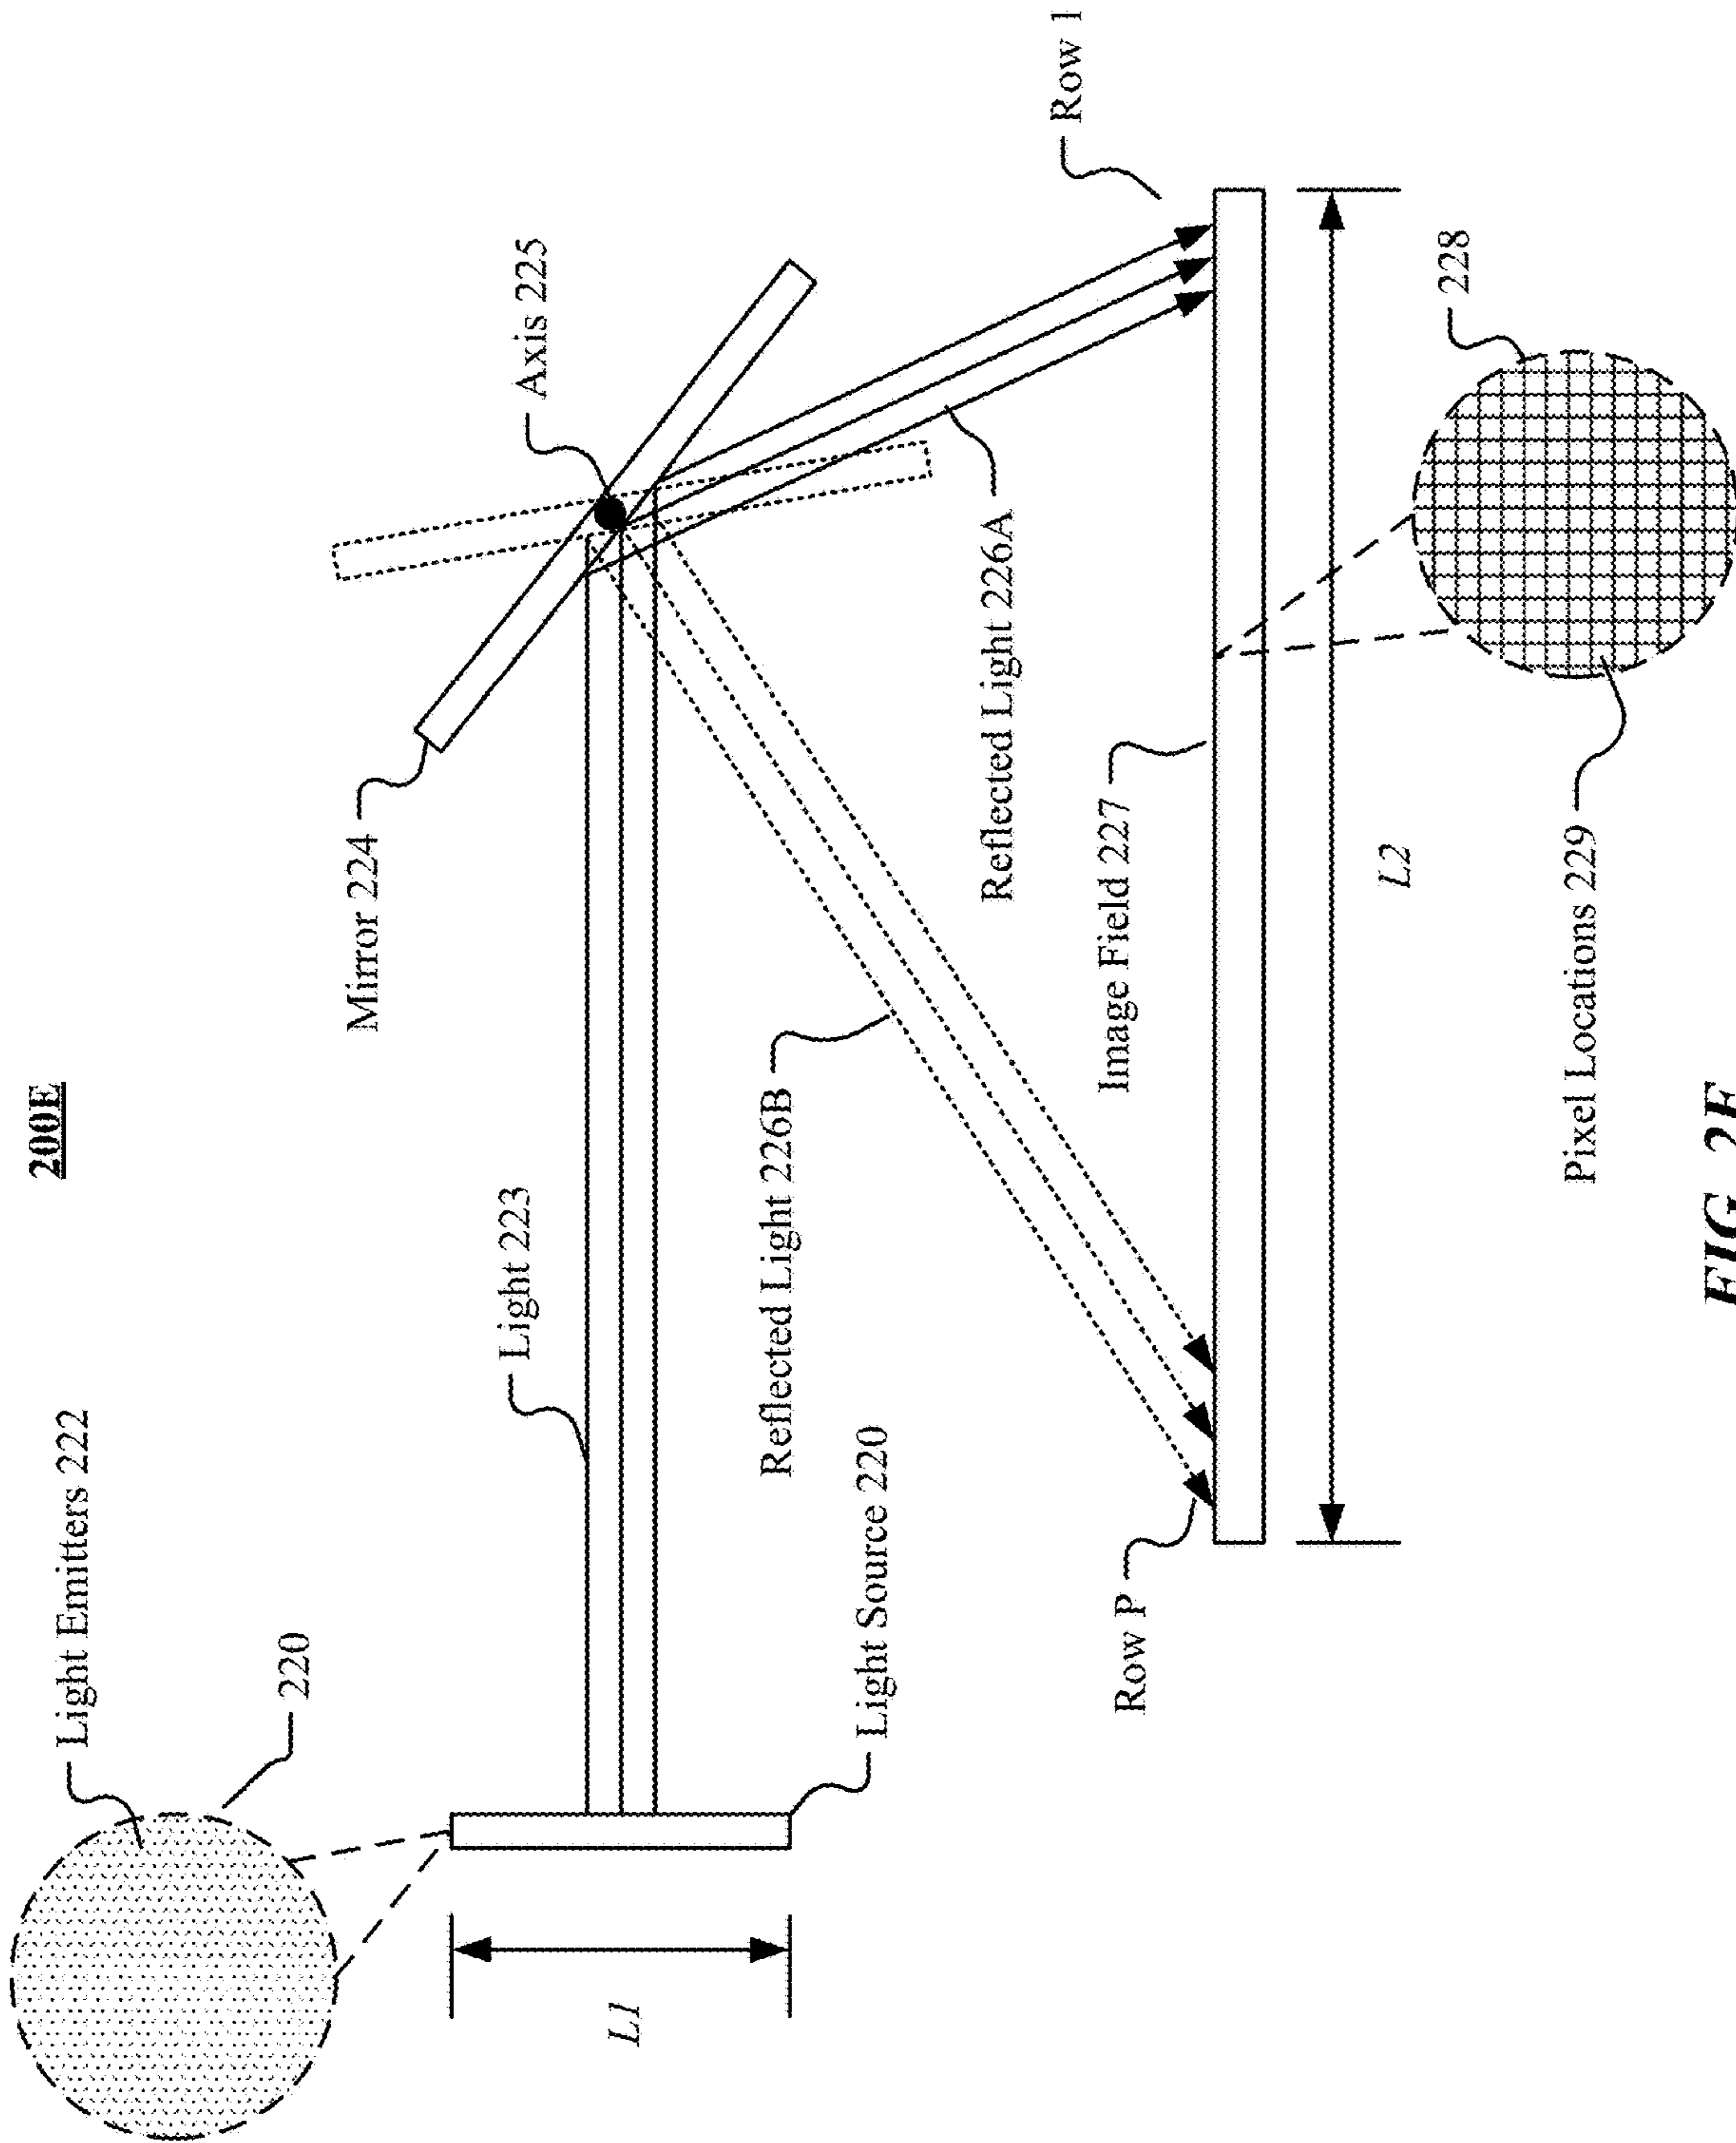 200E
Light Emitters 222
220
Mirror 224
Light 223
Axis 225
L1
Reflected Light 226B
Light Source 220
Reflected Light 226A
Row 1
Image Field 227
Row P
L2
228
Pixel Locations 229
FIG. 2E